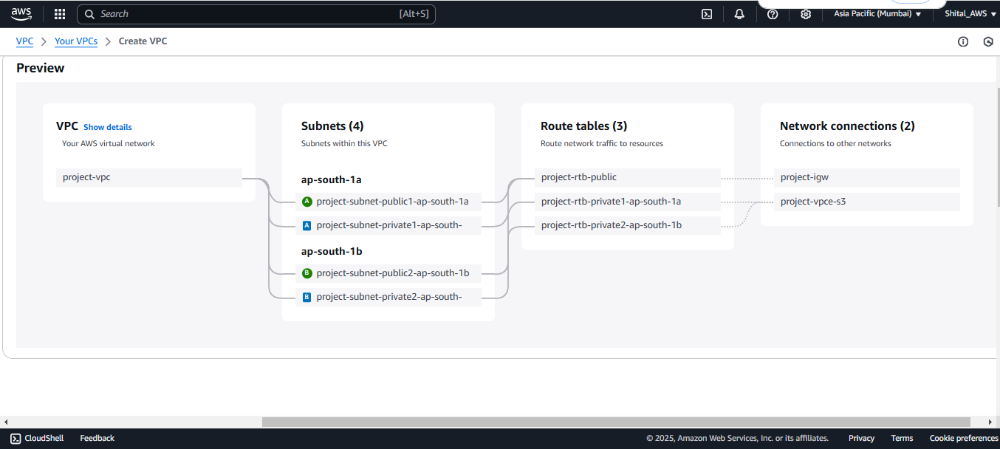 aws
Search [Alt+S]
Asia Pacific (Mumbai)
Shital_AWS
VPC > Your VPCs > Create VPC
Preview
VPC Show details
Your AWS virtual network
project-vpc
Subnets (4)
Subnets within this VPC
ap-south-1a
A project-subnet-public1-ap-south-1a
A project-subnet-private1-ap-south-
ap-south-1b
B project-subnet-public2-ap-south-1b
B project-subnet-private2-ap-south-
Route tables (3)
Route network traffic to resources
project-rtb-public
project-rtb-private1-ap-south-1a
project-rtb-private2-ap-south-1b
Network connections (2)
Connections to other networks
project-igw
project-vpce-s3
CloudShell
Feedback
© 2025, Amazon Web Services, Inc. or its affiliates.
Privacy
Terms
Cookie preferences